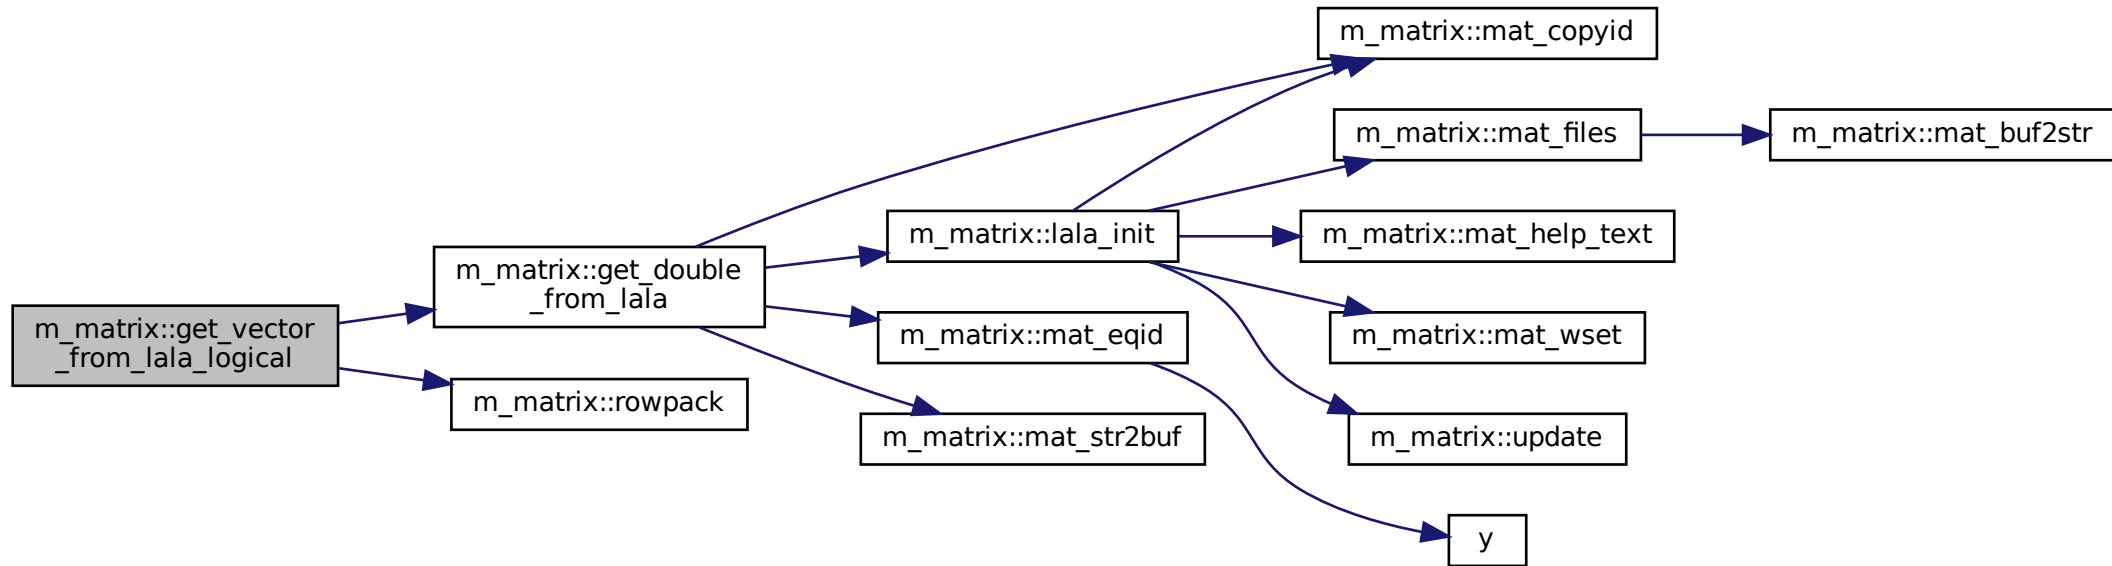 m_matrix::get_vector
_from_lala_logical
m_matrix::get_double
_from_lala
m_matrix::rowpack
m_matrix::lala_init
m_matrix::mat_eqid
m_matrix::mat_str2buf
m_matrix::mat_copyid
m_matrix::mat_files
m_matrix::mat_help_text
m_matrix::mat_wset
m_matrix::update
y
m_matrix::mat_buf2str